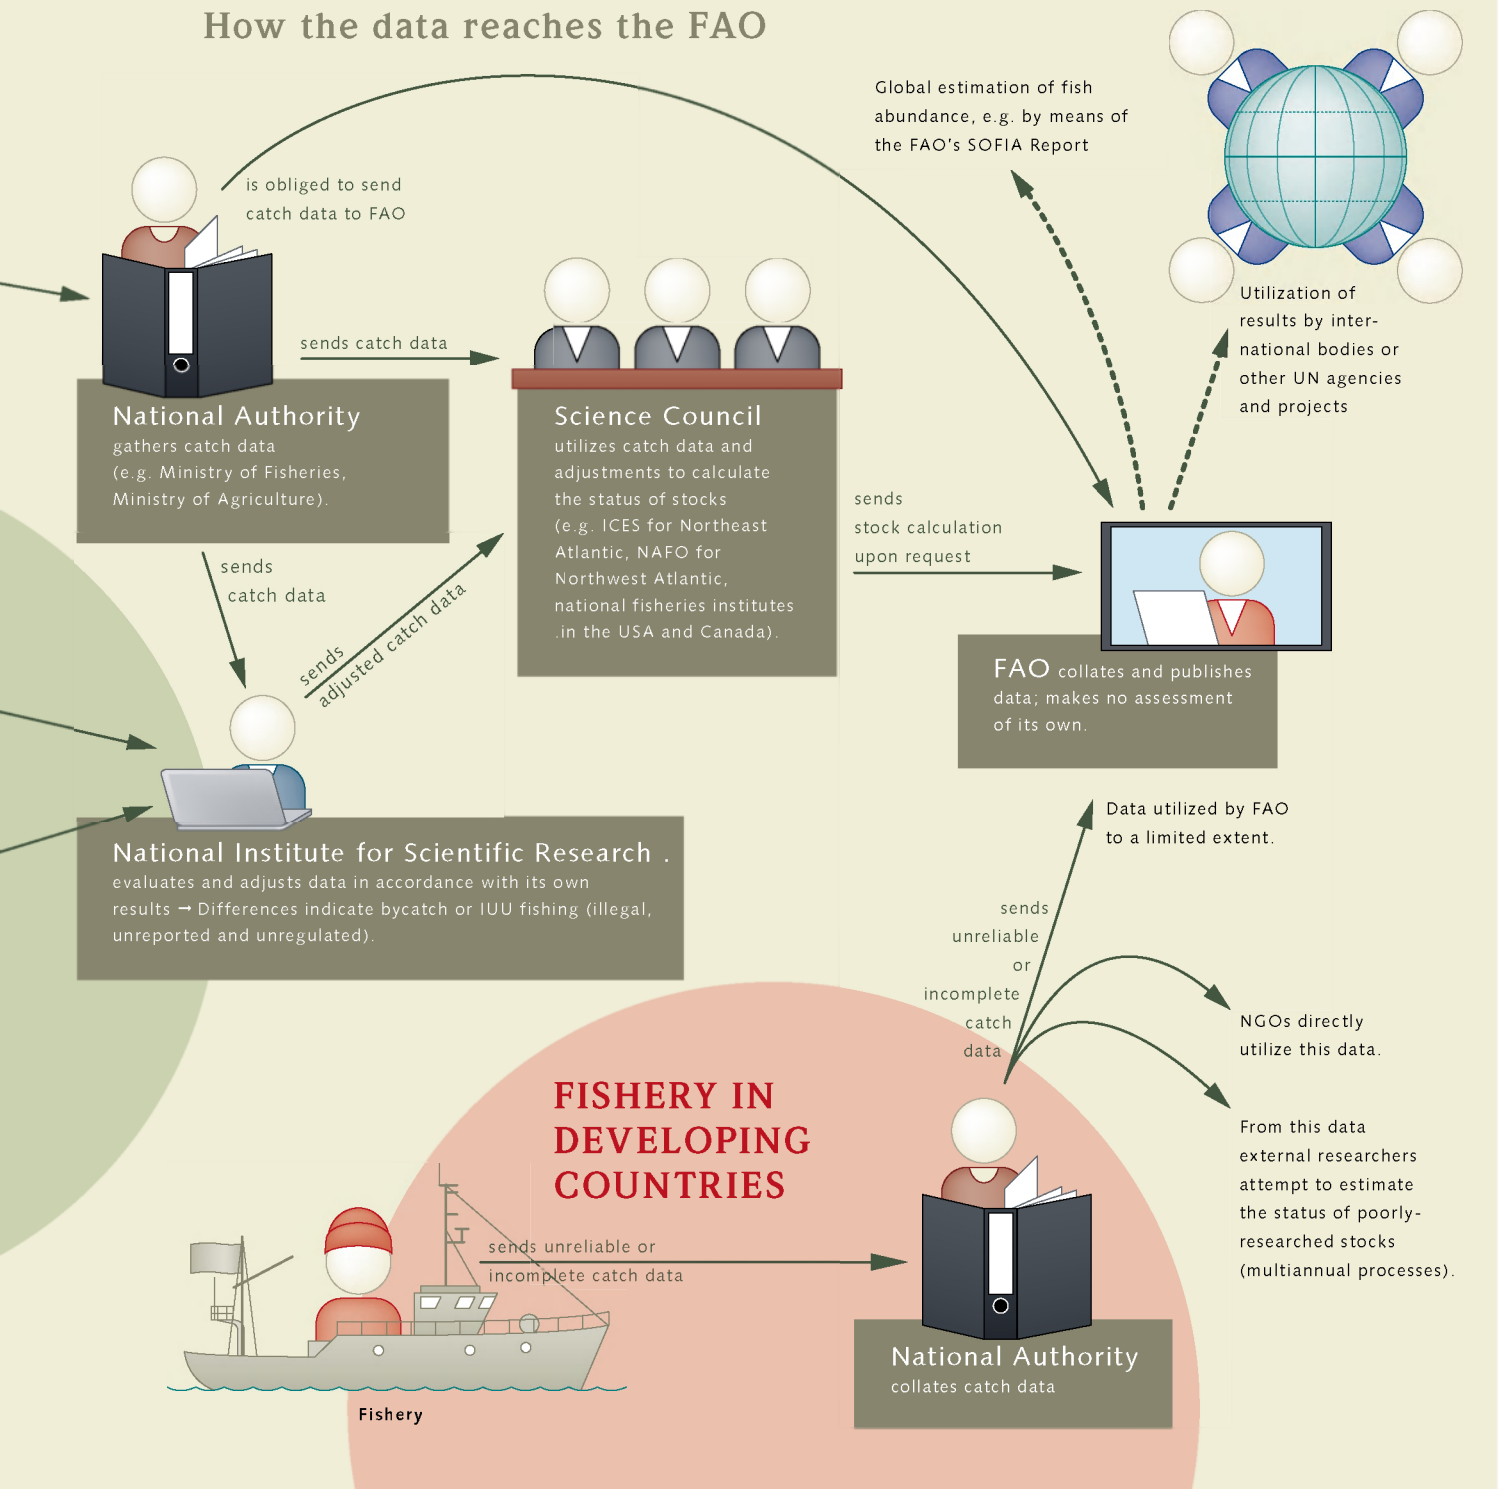 How the data reaches the FAO
Global estimation of fish
abundance, e.g. by means of
the FAO's SOFIA Report
is obliged to send
catch data to FAO
Utilization of
results by inter-
national bodies or
other UN agencies
and projects
sends catch data
National Authority
gathers catch data
(e.g. Ministry of Fisheries,
Ministry of Agriculture).
Science Council
utilizes catch data and
adjustments to calculate
the status of stocks
(e.g. ICES for Northeast
Atlantic, NAFO for
Northwest Atlantic,
national fisheries institutes
.in the USA and Canada).
sends
stock calculation
upon request
sends
catch data
sends
adjusted catch data
FAO collates and publishes
data; makes no assessment
of its own.
National Institute for Scientific Research .
evaluates and adjusts data in accordance with its own
results → Differences indicate bycatch or IUU fishing (illegal,
unreported and unregulated).
Data utilized by FAO
to a limited extent.
sends
unreliable
or
incomplete
catch
data
NGOs directly
utilize this data.
From this data
external researchers
attempt to estimate
the status of poorly-
researched stocks
(multiannual processes).
FISHERY IN
DEVELOPING
COUNTRIES
sends unreliable or
incomplete catch data
National Authority
collates catch data
Fishery